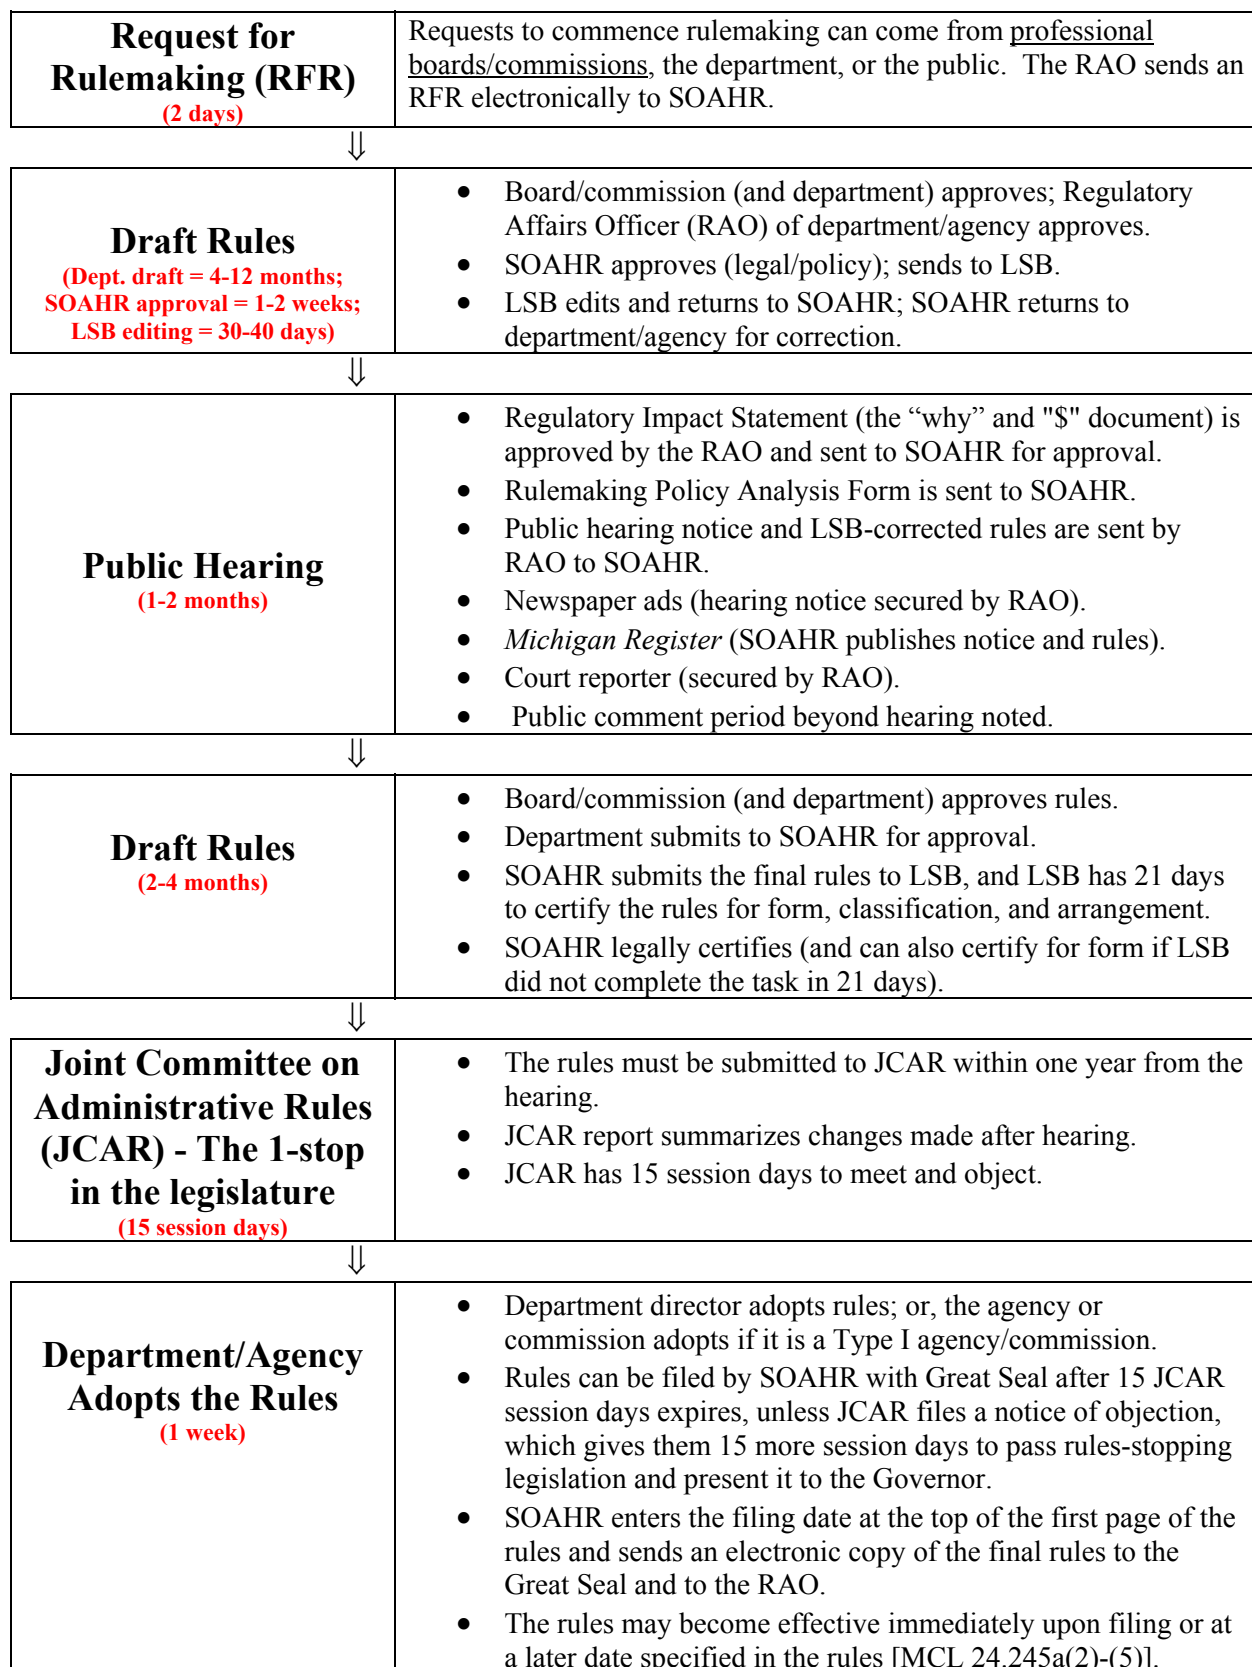 Request for
Rulemaking (RFR)
(2 days)
Requests to commence rulemaking can come from professional
boards/commissions, the department, or the public.  The RAO sends an
RFR electronically to SOAHR.
⇓
Draft Rules
(Dept. draft = 4-12 months;
SOAHR approval = 1-2 weeks;
LSB editing = 30-40 days)
• Board/commission (and department) approves; Regulatory
Affairs Officer (RAO) of department/agency approves.
• SOAHR approves (legal/policy); sends to LSB.
• LSB edits and returns to SOAHR; SOAHR returns to
department/agency for correction.
⇓
Public Hearing
(1-2 months)
• Regulatory Impact Statement (the “why” and "$" document) is
approved by the RAO and sent to SOAHR for approval.
• Rulemaking Policy Analysis Form is sent to SOAHR.
• Public hearing notice and LSB-corrected rules are sent by
RAO to SOAHR.
• Newspaper ads (hearing notice secured by RAO).
• Michigan Register (SOAHR publishes notice and rules).
• Court reporter (secured by RAO).
• Public comment period beyond hearing noted.
⇓
Draft Rules
(2-4 months)
• Board/commission (and department) approves rules.
• Department submits to SOAHR for approval.
• SOAHR submits the final rules to LSB, and LSB has 21 days
to certify the rules for form, classification, and arrangement.
• SOAHR legally certifies (and can also certify for form if LSB
did not complete the task in 21 days).
⇓
Joint Committee on
Administrative Rules
(JCAR) - The 1-stop
in the legislature
(15 session days)
• The rules must be submitted to JCAR within one year from the
hearing.
• JCAR report summarizes changes made after hearing.
• JCAR has 15 session days to meet and object.
⇓
Department/Agency
Adopts the Rules
(1 week)
• Department director adopts rules; or, the agency or
commission adopts if it is a Type I agency/commission.
• Rules can be filed by SOAHR with Great Seal after 15 JCAR
session days expires, unless JCAR files a notice of objection,
which gives them 15 more session days to pass rules-stopping
legislation and present it to the Governor.
• SOAHR enters the filing date at the top of the first page of the
rules and sends an electronic copy of the final rules to the
Great Seal and to the RAO.
• The rules may become effective immediately upon filing or at
a later date specified in the rules [MCL 24.245a(2)-(5)].